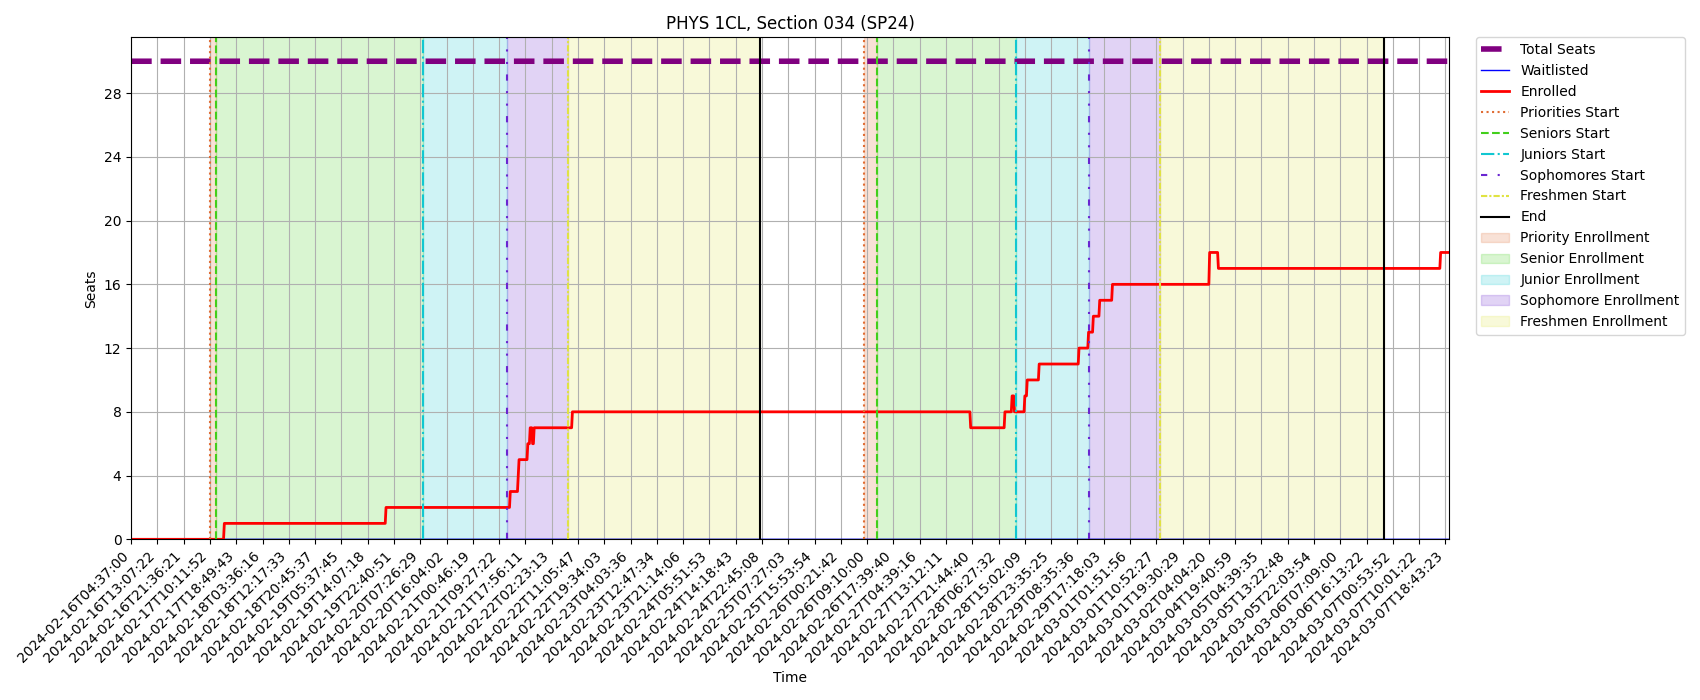 PHYS 1CL, Section 034 (SP24)
Seats
28
24
20
16
12
8
4
0
2024-02-16T04:37:00
2024-02-16T13:07:22
2024-02-16T21:36:21
2024-02-17T10:11:52
2024-02-17T18:49:43
2024-02-18T03:36:16
2024-02-18T12:17:33
2024-02-18T20:45:37
2024-02-19T05:37:45
2024-02-19T14:07:18
2024-02-19T22:40:51
2024-02-20T07:26:29
2024-02-20T16:04:02
2024-02-21T00:46:19
2024-02-21T09:27:22
2024-02-21T17:56:11
2024-02-22T02:23:13
2024-02-22T11:05:47
2024-02-22T19:34:03
2024-02-23T04:03:36
2024-02-23T12:47:34
2024-02-23T21:14:06
2024-02-24T05:51:53
2024-02-24T14:18:43
2024-02-24T22:45:08
2024-02-25T07:27:03
2024-02-25T15:53:54
2024-02-26T00:21:42
2024-02-26T09:10:00
2024-02-26T17:39:40
2024-02-27T04:39:16
2024-02-27T13:12:11
2024-02-27T21:44:40
2024-02-28T06:27:32
2024-02-28T15:02:09
2024-02-28T23:35:25
2024-02-29T08:35:36
2024-02-29T17:18:03
2024-03-01T01:51:56
2024-03-01T10:52:27
2024-03-01T19:30:29
2024-03-02T04:04:20
2024-03-04T19:40:59
2024-03-05T04:39:35
2024-03-05T13:22:48
2024-03-05T22:03:54
2024-03-06T07:09:00
2024-03-06T16:13:22
2024-03-07T00:53:52
2024-03-07T10:01:22
2024-03-07T18:43:23
Time
Total Seats
Waitlisted
Enrolled
Priorities Start
Seniors Start
Juniors Start
Sophomores Start
Freshmen Start
End
Priority Enrollment
Senior Enrollment
Junior Enrollment
Sophomore Enrollment
Freshmen Enrollment